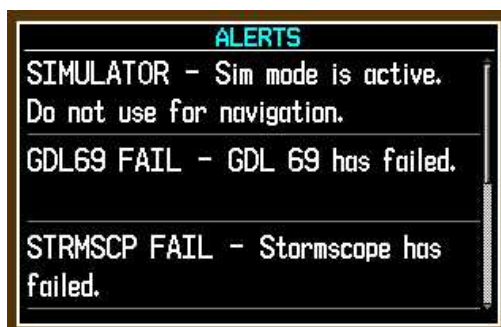 ALERTS
SIMULATOR – Sim mode is active.
Do not use for navigation.
GDL69 FAIL – GDL 69 has failed.
STRMSCP FAIL – Stormscope has
failed.